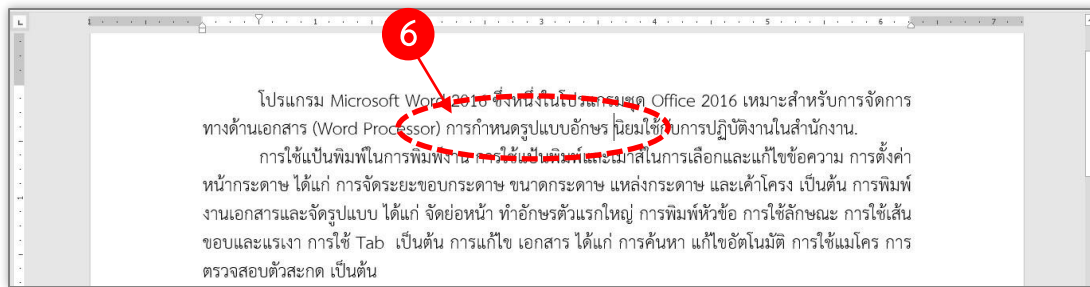 1 1 2 3 4 5 6 7
6
โปรแกรม Microsoft Word 2016 ซึ่งหนึ่งในโปรแกรมชุด Office 2016 เหมาะสำหรับการจัดการ
ทางด้านเอกสาร (Word Processor) การกำหนดรูปแบบอักษร นิยมใช้กับการปฏิบัติงานในสำนักงาน.
การใช้แป้นพิมพ์ในการพิมพ์งาน การใช้แป้นพิมพ์และเมาส์ในการเลือกและแก้ไขข้อความ การตั้งค่า
หน้ากระดาษ ได้แก่ การจัดระยะขอบกระดาษ ขนาดกระดาษ แหล่งกระดาษ และเค้าโครง เป็นต้น การพิมพ์
งานเอกสารและจัดรูปแบบ ได้แก่ จัดย่อหน้า ทำอักษรตัวแรกใหญ่ การพิมพ์หัวข้อ การใช้ลักษณะ การใช้เส้น
ขอบและแรเงา การใช้ Tab เป็นต้น การแก้ไข เอกสาร ได้แก่ การค้นหา แก้ไขอัตโนมัติ การใช้แมโคร การ
ตรวจสอบตัวสะกด เป็นต้น